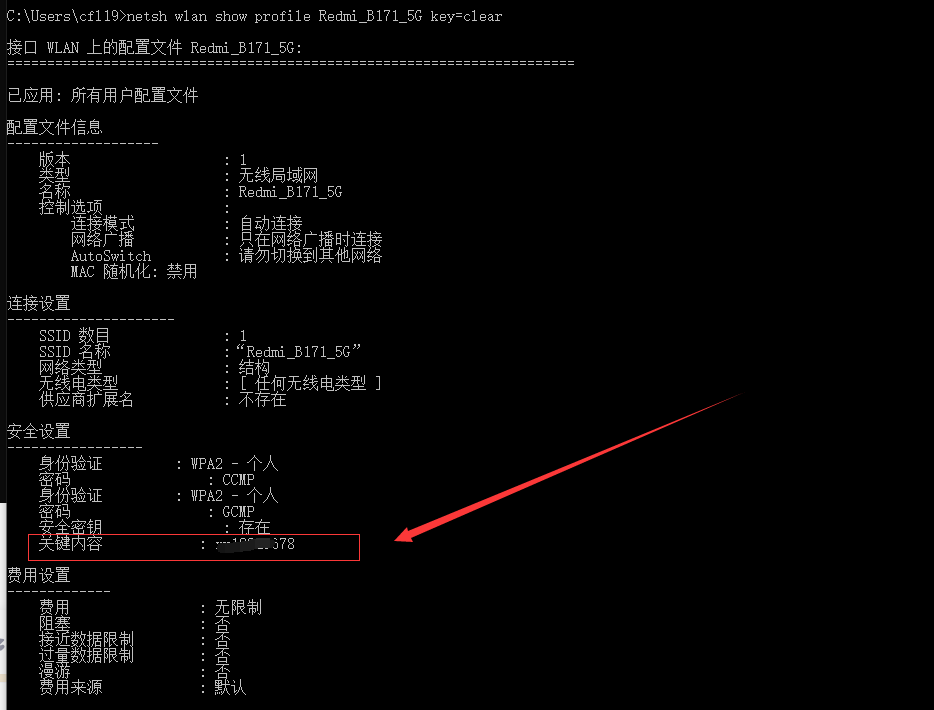 C:\Users\cf119>netsh wlan show profile Redmi_B171_5G key=clear
接口 WLAN 上的配置文件 Redmi_B171_5G:
=======================================================================
已应用: 所有用户配置文件
配置文件信息
-------------------
版本 : 1
类型 : 无线局域网
名称 : Redmi_B171_5G
控制选项 :
连接模式 : 自动连接
网络广播 : 只在网络广播时连接
AutoSwitch : 请勿切换到其他网络
MAC 随机化: 禁用
连接设置
---------------------
SSID 数目 : 1
SSID 名称 :“Redmi_B171_5G”
网络类型 : 结构
无线电类型 : [ 任何无线电类型 ]
供应商扩展名 : 不存在
安全设置
-----------------
身份验证 : WPA2 - 个人
密码 : CCMP
身份验证 : WPA2 - 个人
密码 : GCMP
安全密钥 : 存在
关键内容 :
费用设置
-------------
费用 : 无限制
阻塞 : 否
接近数据限制 : 否
过量数据限制 : 否
漫游 : 否
费用来源 : 默认